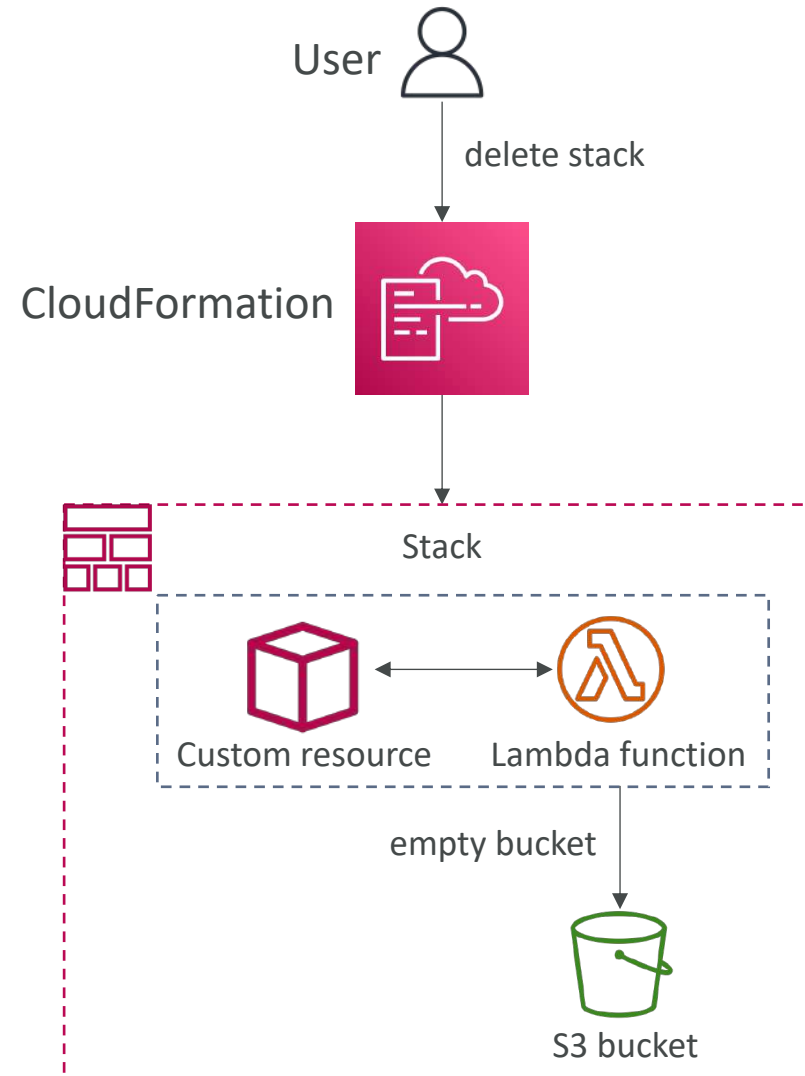 User
delete stack
CloudFormation
Stack
Custom resource
Lambda function
empty bucket
S3 bucket